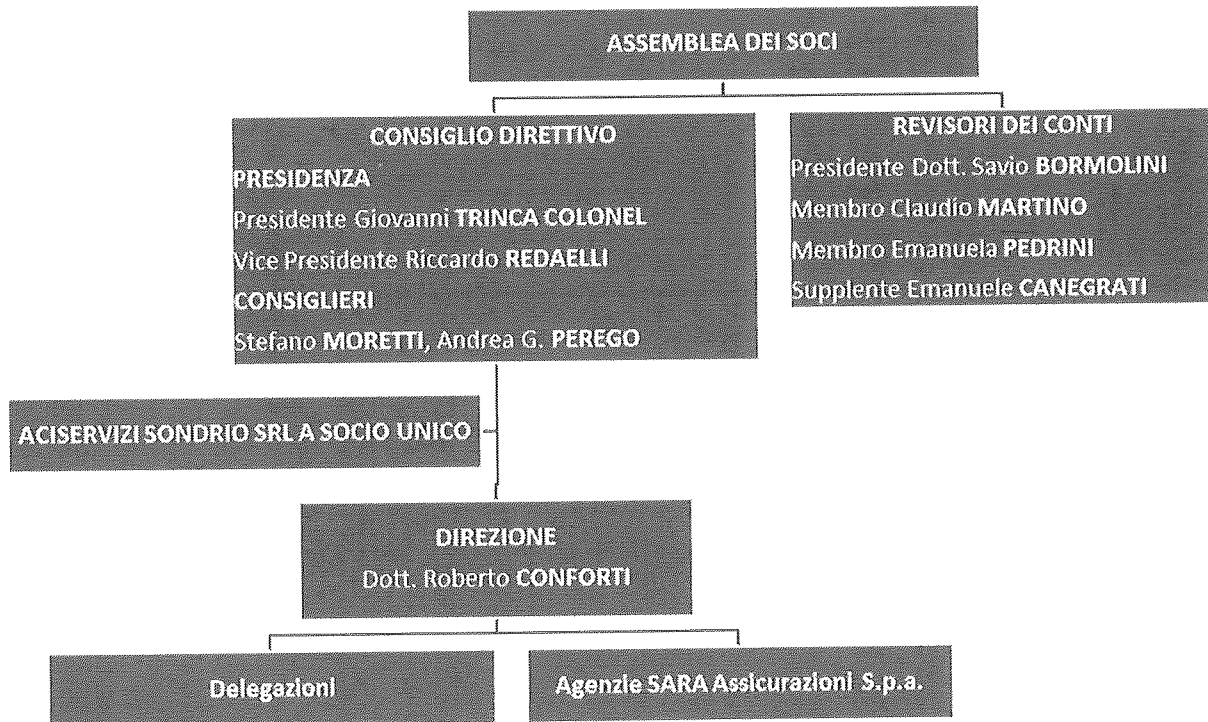 ASSEMBLEA DEI SOCI
CONSIGLIO DIRETTIVO
PRESIDENZA
Presidente Giovanni TRINCA COLONEL
Vice Presidente Riccardo REDAELLI
CONSIGLIERI
Stefano MORETTI, Andrea G. PEREGO
REVISORI DEI CONTI
Presidente Dott. Savio BORMOLINI
Membro Claudio MARTINO
Membro Emanuela PEDRINI
Supplente Emanuele CANEGRATI
ACISERVIZI SONDRIO SRL A SOCIO UNICO
DIREZIONE
Dott. Roberto CONFORTI
Delegazioni
Agenzie SARA Assicurazioni S.p.a.